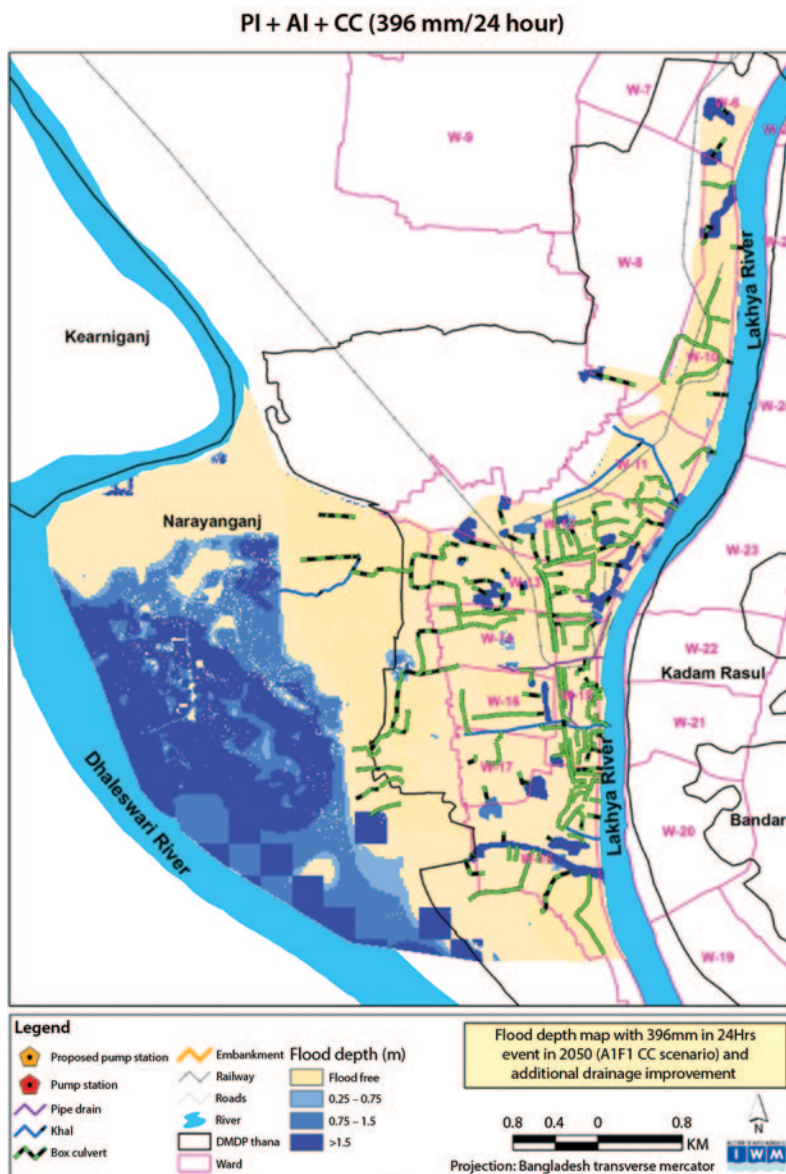 PI + AI + CC (396 mm/24 hour)
W-7
W-6
W-9
W-8
Lakhya River
Kearniganj
W-10
W-11
Narayanganj
W-23
W-13
W-22
Kadam Rasul
W-16
W-21
W-17
Dhaleswari River
Lakhya River
W-20
Bandar
W-19
Legend
Proposed pump station
Pump station
Pipe drain
Khal
Box culvert
Embankment
Railway
Roads
River
DMDP thana
Ward
Flood depth (m)
Flood free
0.25 – 0.75
0.75 – 1.5
>1.5
Flood depth map with 396mm in 24Hrs
event in 2050 (A1F1 CC scenario) and
additional drainage improvement
0.8 0.4 0 0.8
KM
N
IWM
Projection: Bangladesh transverse mercator